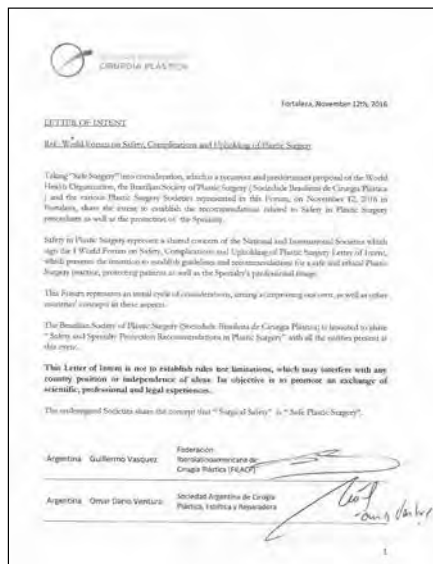 CIRURGIA PLÁSTICA
Fortaleza, November 12th, 2016
LETTER OF INTENT
Ref.: World Forum on Safety, Complications and Upholding of Plastic Surgery
Taking "Safe Surgery" into consideration, which is a recurrent and predominant proposal of the World
Health Organization, the Brazilian Society of Plastic Surgery (Sociedade Brasileira de Cirurgia Plástica
) and the various Plastic Surgery Societies represented in this Forum, on November 12, 2016 in
Fortaleza, share the intent to establish the recommendations related to Safety in Plastic Surgery
procedures as well as the protection of the Specialty.
Safety in Plastic Surgery represents a shared concern of the National and International Societies which
sign the I World Forum on Safety, Complications and Upholding of Plastic Surgery Letter of Intent,
which presents the intention to establish guidelines and recommendations for a safe and ethical Plastic
Surgery practice, protecting patients as well as the Specialty's professional image.
This Forum represents an initial cycle of considerations, among accompanying our own, as well as other
countries' concepts in these aspects.
The Brazilian Society of Plastic Surgery (Sociedade Brasileira de Cirurgia Plástica) is honored to share
" Safety and Specialty Protection Recommendations in Plastic Surgery" with all the entities present at
this event.
This Letter of Intent is not to establish rules nor limitations, which may interfere with any
country position or independence of ideas. Its objective is to promote an exchange of
scientific, professional and legal experiences.
The undersigned Societies share the concept that " Surgical Safety" is " Safe Plastic Surgery".
Argentina Guillermo Vasquez Federación
Iberolatinoamericana de
Cirugía Plástica (FILACP)
Argentina Omar Dario Ventura Sociedad Argentina de Cirugía
Plástica, Estética y Reparadora
1